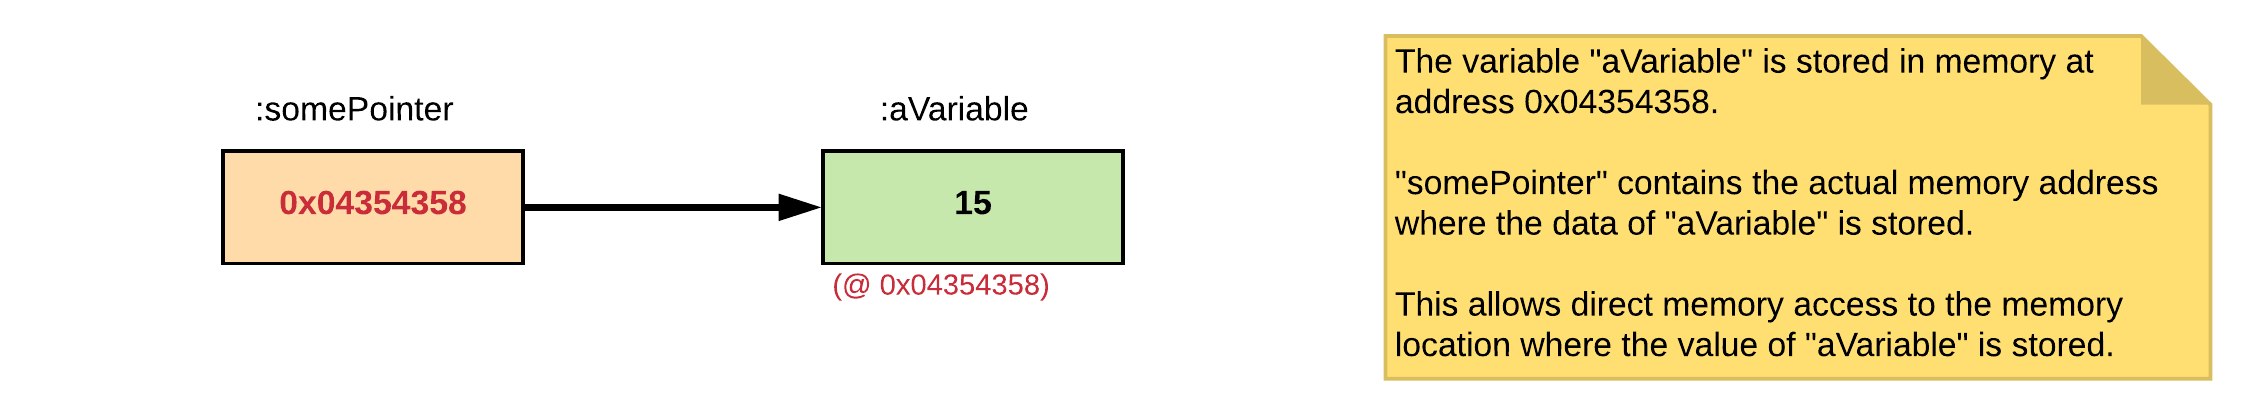 :somePointer
:aVariable
0x04354358
15
(@ 0x04354358)
The variable "aVariable" is stored in memory at
address 0x04354358.
"somePointer" contains the actual memory address
where the data of "aVariable" is stored.
This allows direct memory access to the memory
location where the value of "aVariable" is stored.